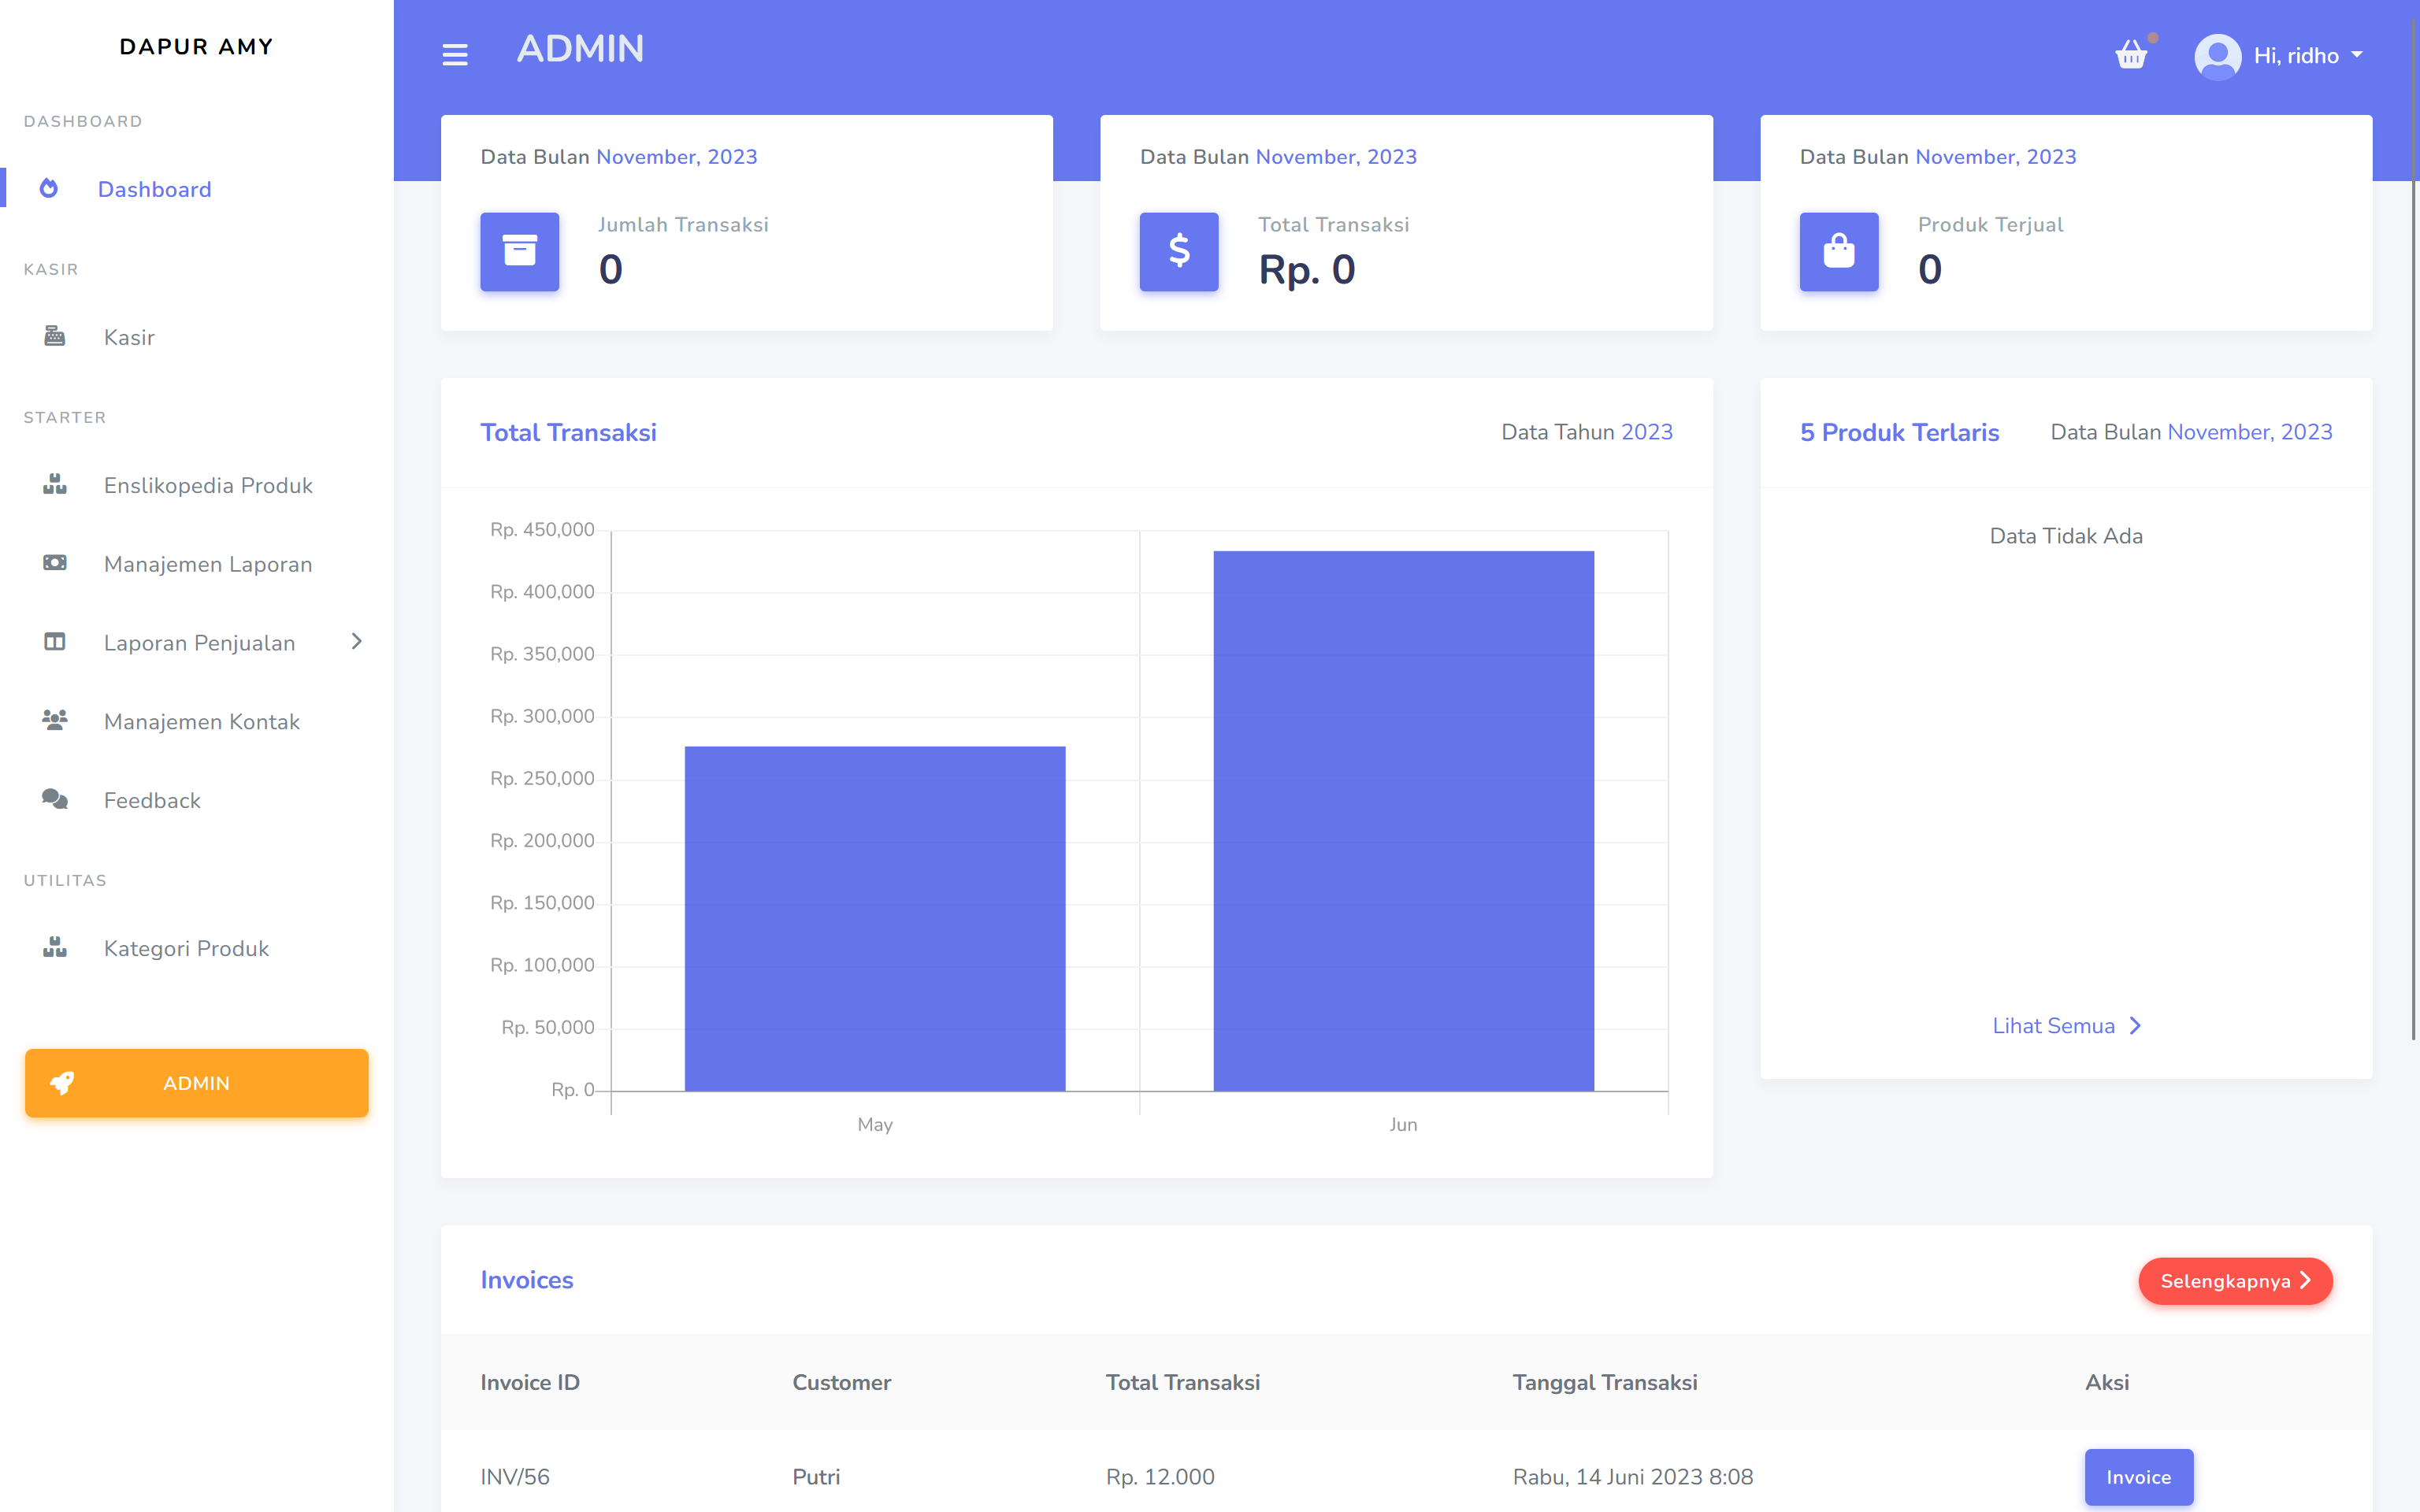 DAPUR AMY
DASHBOARD
Dashboard
KASIR
Kasir
STARTER
Enslikopedia Produk
Manajemen Laporan
Laporan Penjualan
Manajemen Kontak
Feedback
UTILITAS
Kategori Produk
ADMIN
ADMIN
Hi, ridho
Data Bulan November, 2023
Jumlah Transaksi
0
Data Bulan November, 2023
Total Transaksi
Rp. 0
Data Bulan November, 2023
Produk Terjual
0
Total Transaksi
Data Tahun 2023
Rp. 450,000
Rp. 400,000
Rp. 350,000
Rp. 300,000
Rp. 250,000
Rp. 200,000
Rp. 150,000
Rp. 100,000
Rp. 50,000
Rp. 0
May Jun
5 Produk Terlaris
Data Bulan November, 2023
Data Tidak Ada
Lihat Semua
Invoices
Selengkapnya
Invoice ID Customer Total Transaksi Tanggal Transaksi Aksi
INV/56 Putri Rp. 12.000 Rabu, 14 Juni 2023 8:08 Invoice